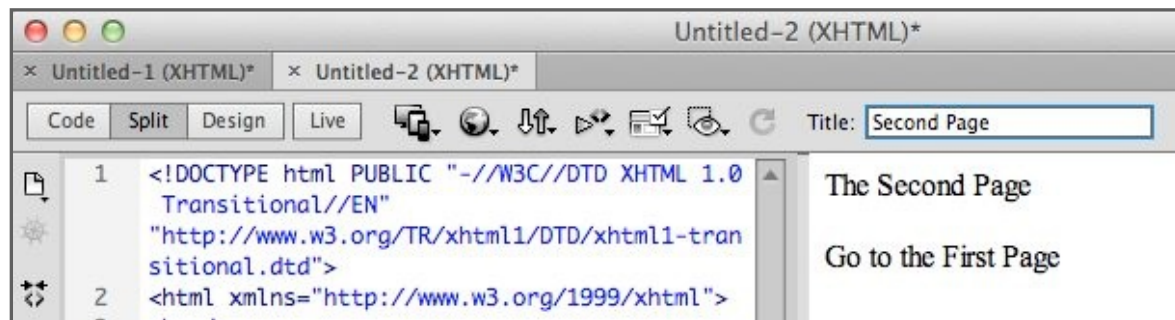 Untitled-2 (XHTML)*
× Untitled-1 (XHTML)* × Untitled-2 (XHTML)*
Code Split Design Live Title: Second Page
1 <!DOCTYPE html PUBLIC "-//W3C//DTD XHTML 1.0
Transitional//EN"
"http://www.w3.org/TR/xhtml1/DTD/xhtml1-tran
sitional.dtd">
2 <html xmlns="http://www.w3.org/1999/xhtml">
The Second Page
Go to the First Page